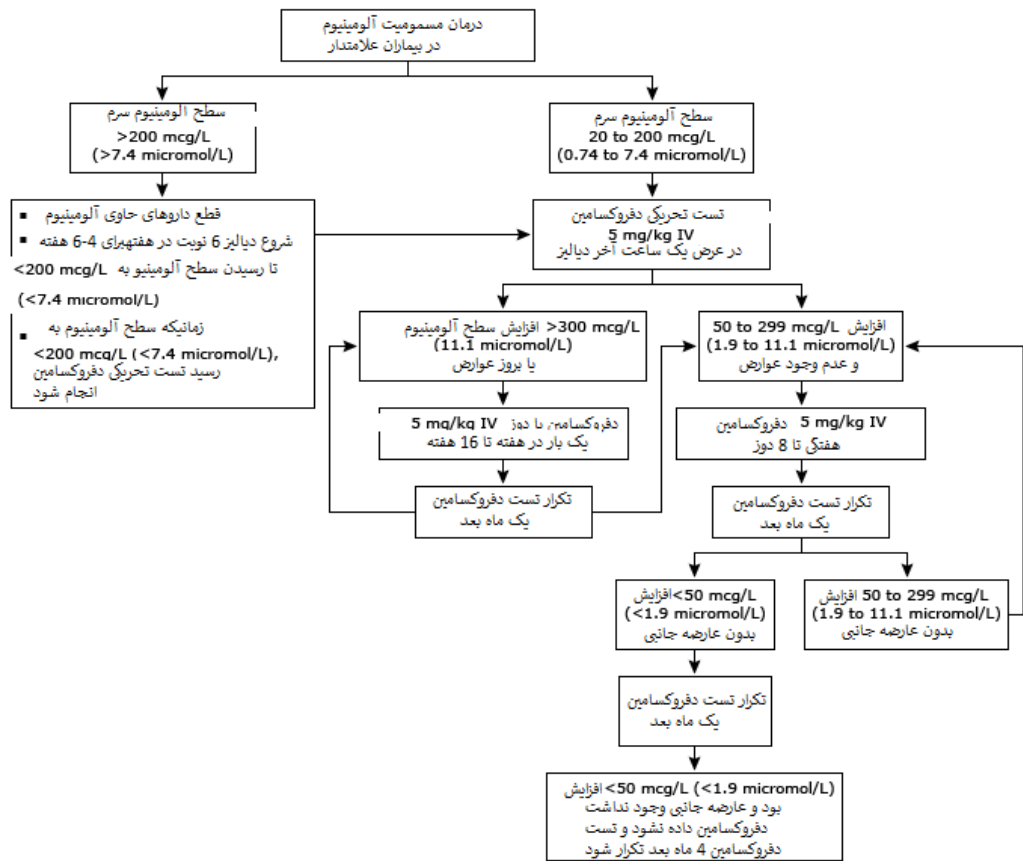 درمان مسمومیت آلومینیوم
در بیماران علامتدار
سطح آلومینیوم سرم
>200 mcg/L
(>7.4 micromol/L)
سطح آلومینیوم سرم
20 to 200 mcg/L
(0.74 to 7.4 micromol/L)
▪ قطع داروهای حاوی آلومینیوم
▪ شروع دیالیز 6 نوبت در هفتهبرای 4-6 هفته
تا رسیدن سطح آلومینیو به <200 mcg/L
(<7.4 micromol/L)
▪ زمانیکه سطح آلومینیوم به
<200 mcg/L (<7.4 micromol/L),
رسید تست تحریکی دفروکسامین
انجام شود
تست تحریکی دفروکسامین
5 mg/kg IV
در عرض یک ساعت آخر دیالیز
افزایش سطح آلومینیوم >300 mcg/L
(11.1 micromol/L)
یا بروز عوارض
افزایش 50 to 299 mcg/L
(1.9 to 11.1 micromol/L)
و عدم وجود عوارض
دفروکسامین با دوز 5 mg/kg IV
یک بار در هفته تا 16 هفته
دفروکسامین 5 mg/kg IV
هفتگی تا 8 دوز
تکرار تست دفروکسامین
یک ماه بعد
تکرار تست دفروکسامین
یک ماه بعد
افزایش <50 mcg/L
(<1.9 micromol/L)
بدون عارضه جانبی
افزایش 50 to 299 mcg/L
(1.9 to 11.1 micromol/L)
بدون عارضه جانبی
تکرار تست دفروکسامین
یک ماه بعد
افزایش <50 mcg/L (<1.9 micromol/L)
بود و عارضه جانبی وجود نداشت
دفروکسامین داده نشود و تست
دفروکسامین 4 ماه بعد تکرار شود